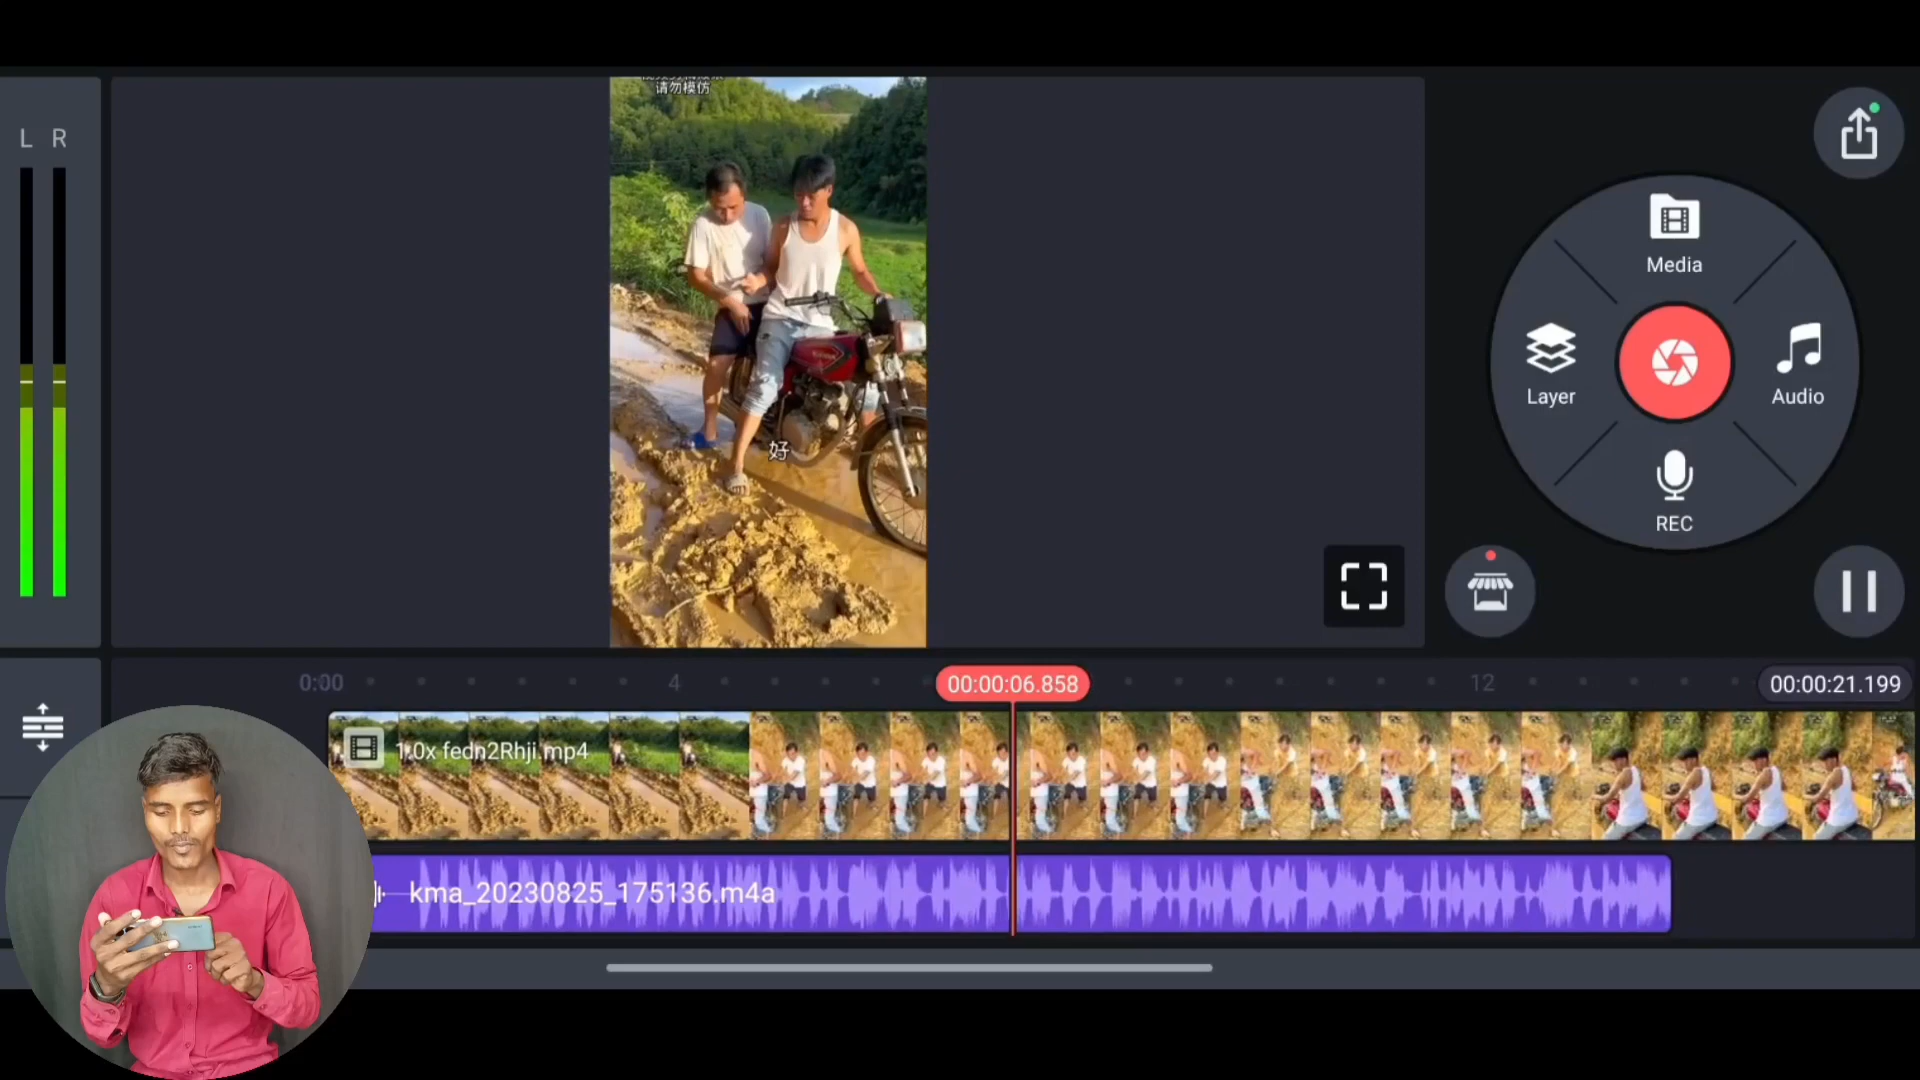 请勿模仿
L R
Media
Layer
Audio
REC
好
0:00
4
00:00:06.858
12
00:00:21.199
1.0x fedn2Rhji.mp4
kma_20230825_175136.m4a